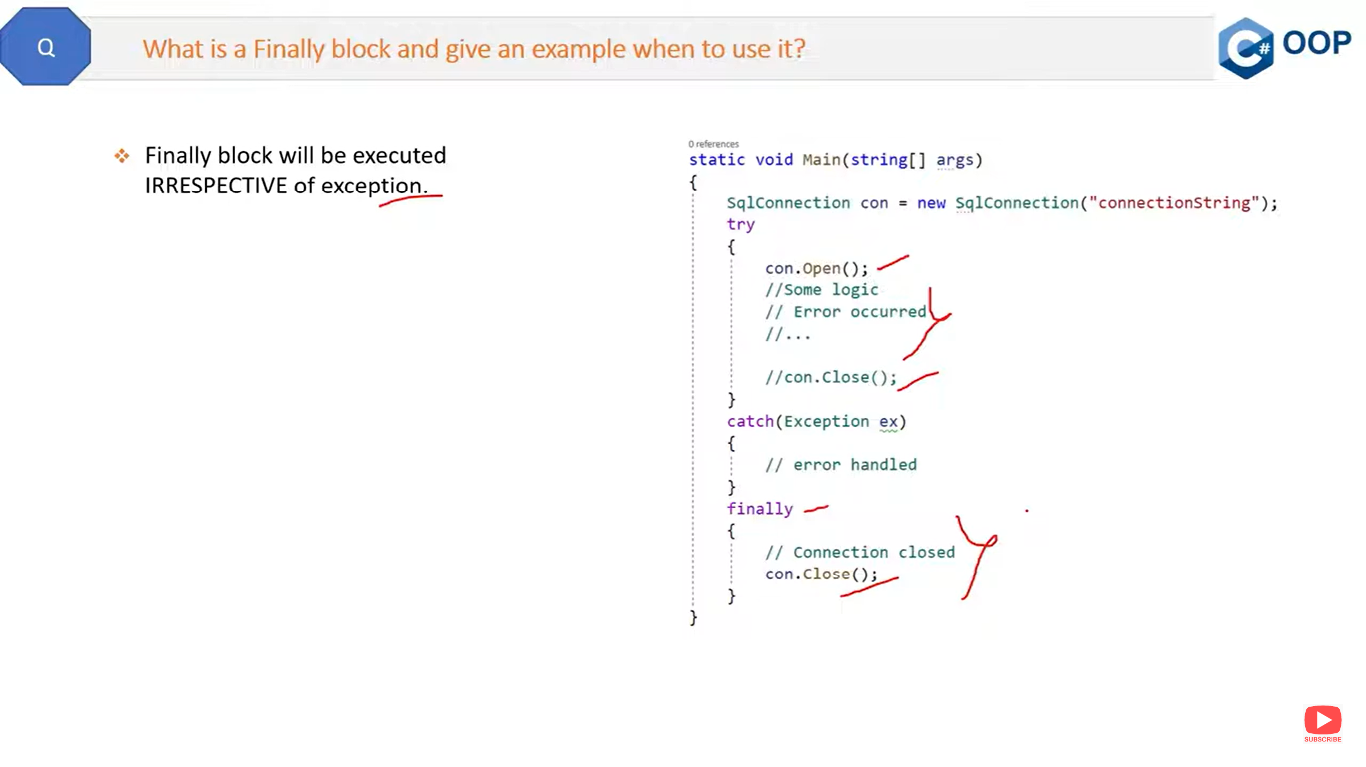 Q
What is a Finally block and give an example when to use it?
C# OOP
Finally block will be executed
IRRESPECTIVE of exception.
0 references
static void Main(string[] args)
{
SqlConnection con = new SqlConnection("connectionString");
try
{
con.Open();
//Some logic
// Error occurred
//...
//con.Close();
}
catch(Exception ex)
{
// error handled
}
finally
{
// Connection closed
con.Close();
}
}
SUBSCRIBE